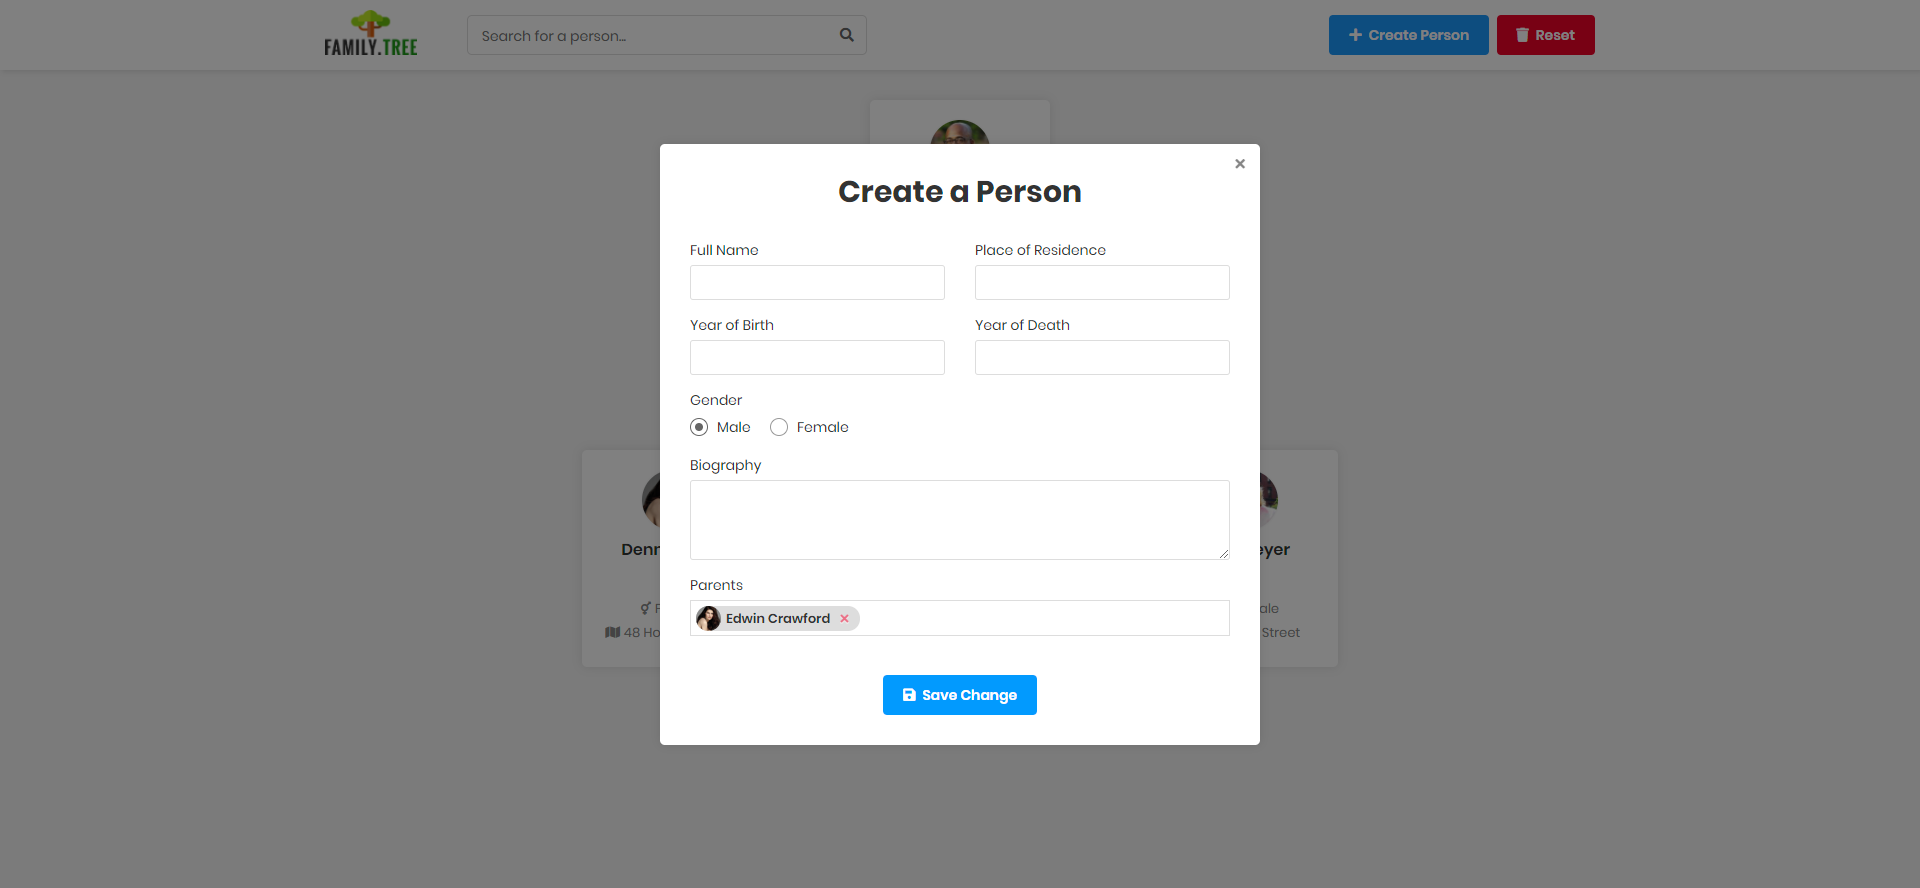 FAMILY.TREE
Search for a person...
Create Person
Reset
Create a Person
Full Name
Place of Residence
Year of Birth
Year of Death
Gender
Male
Female
Biography
Parents
Edwin Crawford
Save Change
Denn
eyer
F
ale
48 Ho
Street